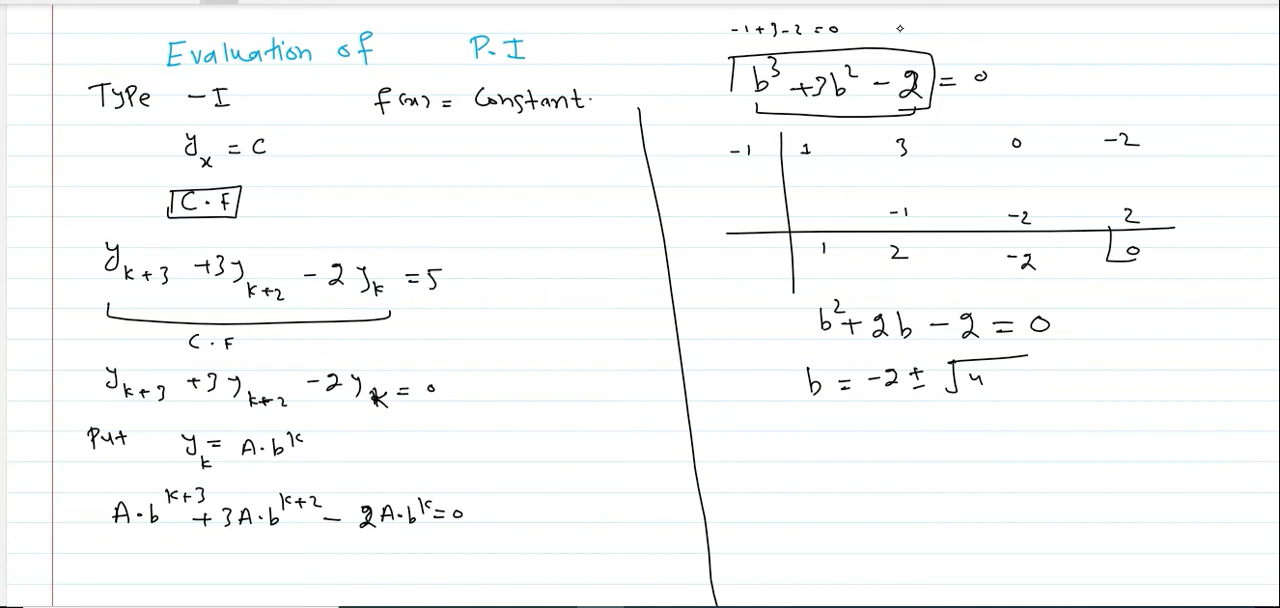 Evaluation of P.I
Type - I f(x) = Constant.
y_x = C
C.F
y_{k+3} + 3y_{k+2} - 2y_k = 5
C.F
y_{k+3} + 3y_{k+2} - 2y_k = 0
Put y_k = A.b^k
A.b^{k+3} + 3A.b^{k+2} - 2A.b^k = 0
-1+3-2=0
b^3 + 3b^2 - 2 = 0
-1 | 1 3 0 -2
-1 -2 2
1 2 -2 0
b^2 + 2b - 2 = 0
b = -2 ± √4